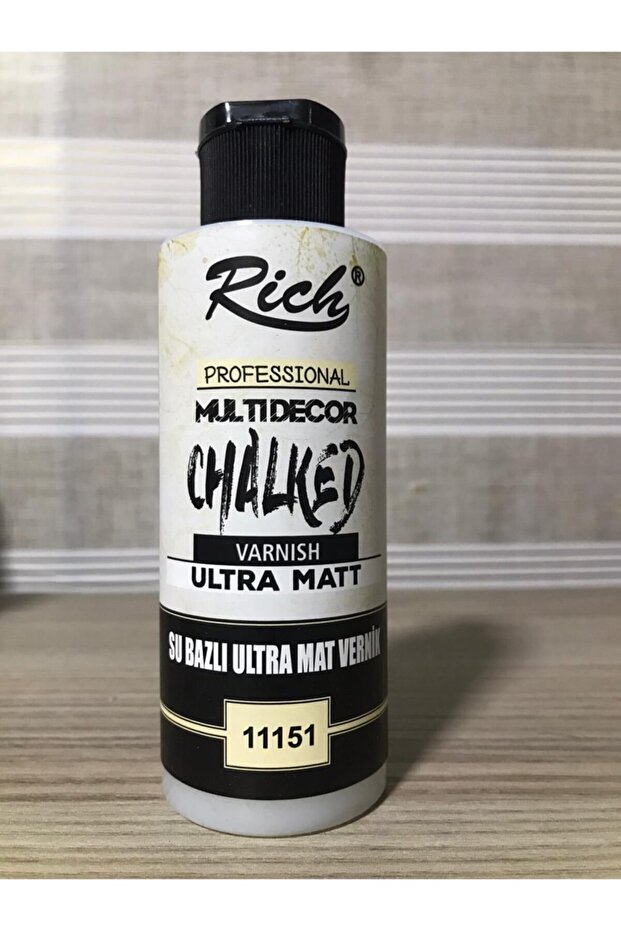 Rich®
PROFESSIONAL
MULTIDECOR
CHALKED
VARNISH
ULTRA MATT
SU BAZLI ULTRA MAT VERNİK
11151